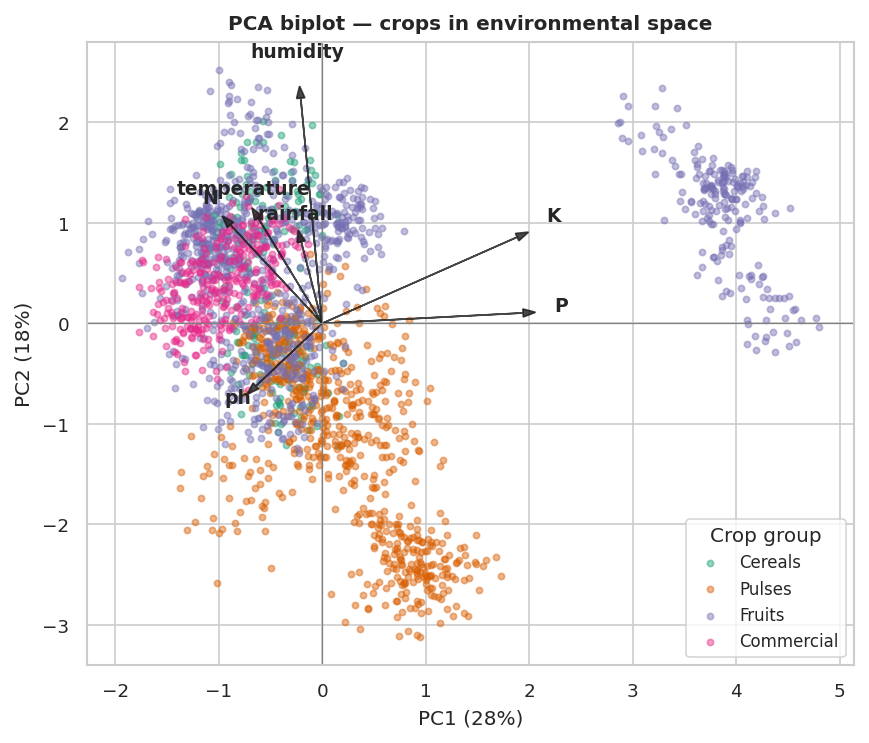 PCA biplot — crops in environmental space
humidity
temperature
N
rainfall
K
P
ph
PC2 (18%)
2
1
0
−1
−2
−3
−2
−1
0
1
2
3
4
5
PC1 (28%)
Crop group
Cereals
Pulses
Fruits
Commercial